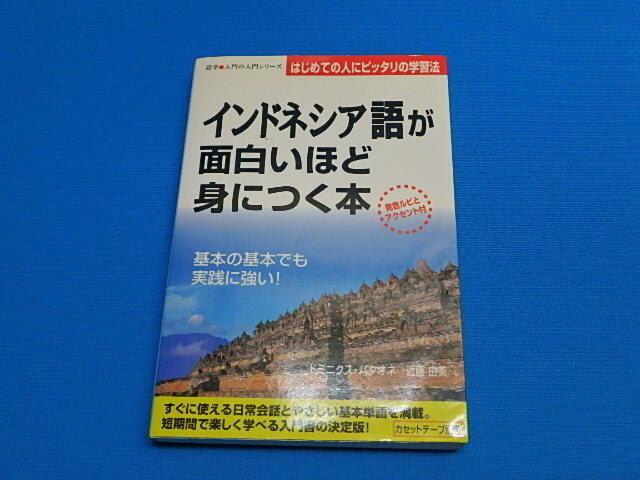 語学●入門の入門シリーズ
はじめての人にピッタリの学習法
インドネシア語が
面白いほど
身につく本
発音ルビと
アクセント付
基本の基本でも
実践に強い!
ドミニクス・バタオネ 近藤 由美
すぐに使える日常会話とやさしい基本単語を満載。
短期間で楽しく学べる入門書の決定版!
カセットテープ